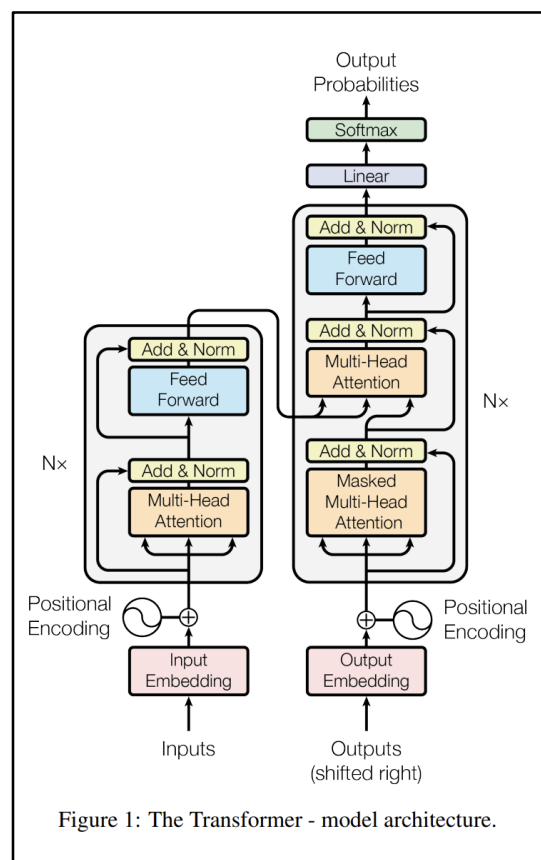 Output
Probabilities
Softmax
Linear
Add & Norm
Feed
Forward
Add & Norm
Multi-Head
Attention
Add & Norm
Masked
Multi-Head
Attention
Nx
Add & Norm
Feed
Forward
Add & Norm
Multi-Head
Attention
Nx
Positional
Encoding
Positional
Encoding
Input
Embedding
Output
Embedding
Inputs
Outputs
(shifted right)
Figure 1: The Transformer - model architecture.